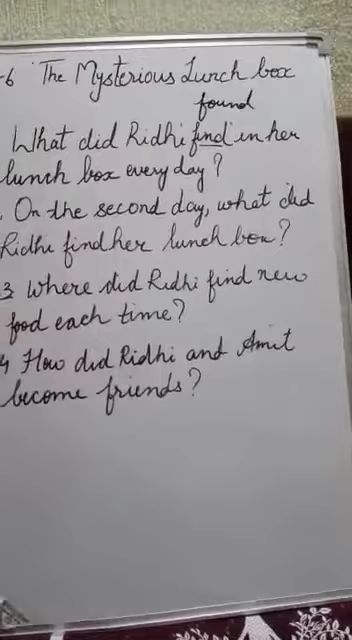 -6 The Mysterious Lunch box
found
What did Ridhi find in her
lunch box every day?
. On the second day, what did
Ridhi find her lunch box?
3 Where did Ridhi find new
food each time?
4 How did Ridhi and Amit
become friends?